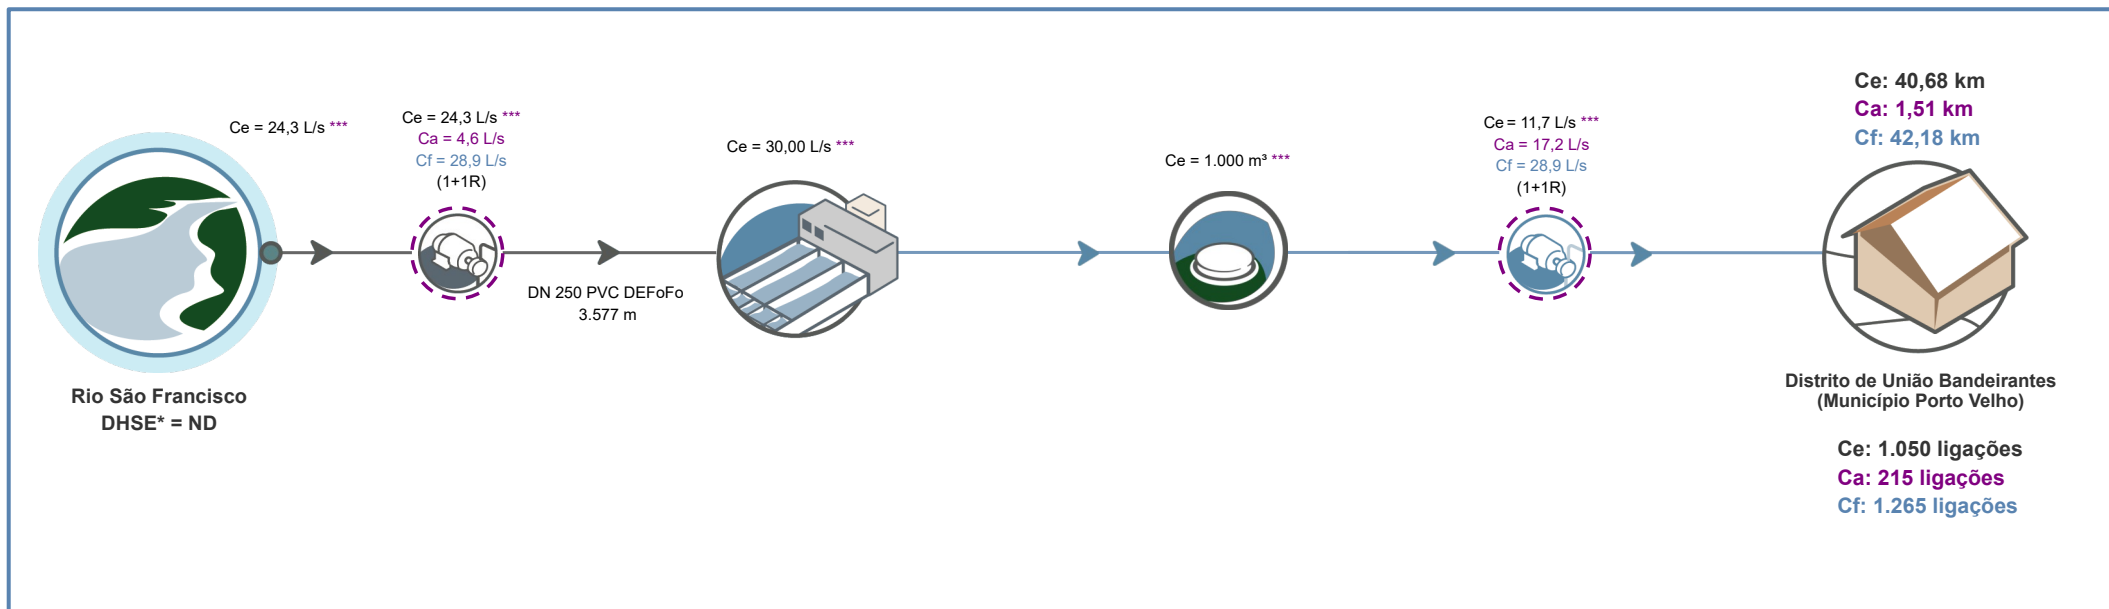 Ce = 24,3 L/s ***
Ce = 24,3 L/s ***
Ca = 4,6 L/s
Cf = 28,9 L/s
(1+1R)
DN 250 PVC DEFoFo
3.577 m
Ce = 30,00 L/s ***
Ce = 1.000 m³ ***
Ce = 11,7 L/s ***
Ca = 17,2 L/s
Cf = 28,9 L/s
(1+1R)
Ce: 40,68 km
Ca: 1,51 km
Cf: 42,18 km
Rio São Francisco
DHSE* = ND
Distrito de União Bandeirantes
(Município Porto Velho)
Ce: 1.050 ligações
Ca: 215 ligações
Cf: 1.265 ligações